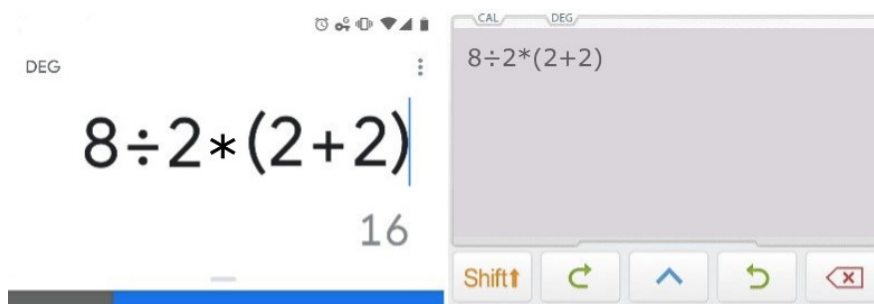 DEG
8÷2*(2+2)
16
CAL DEG
8÷2*(2+2)
Shift